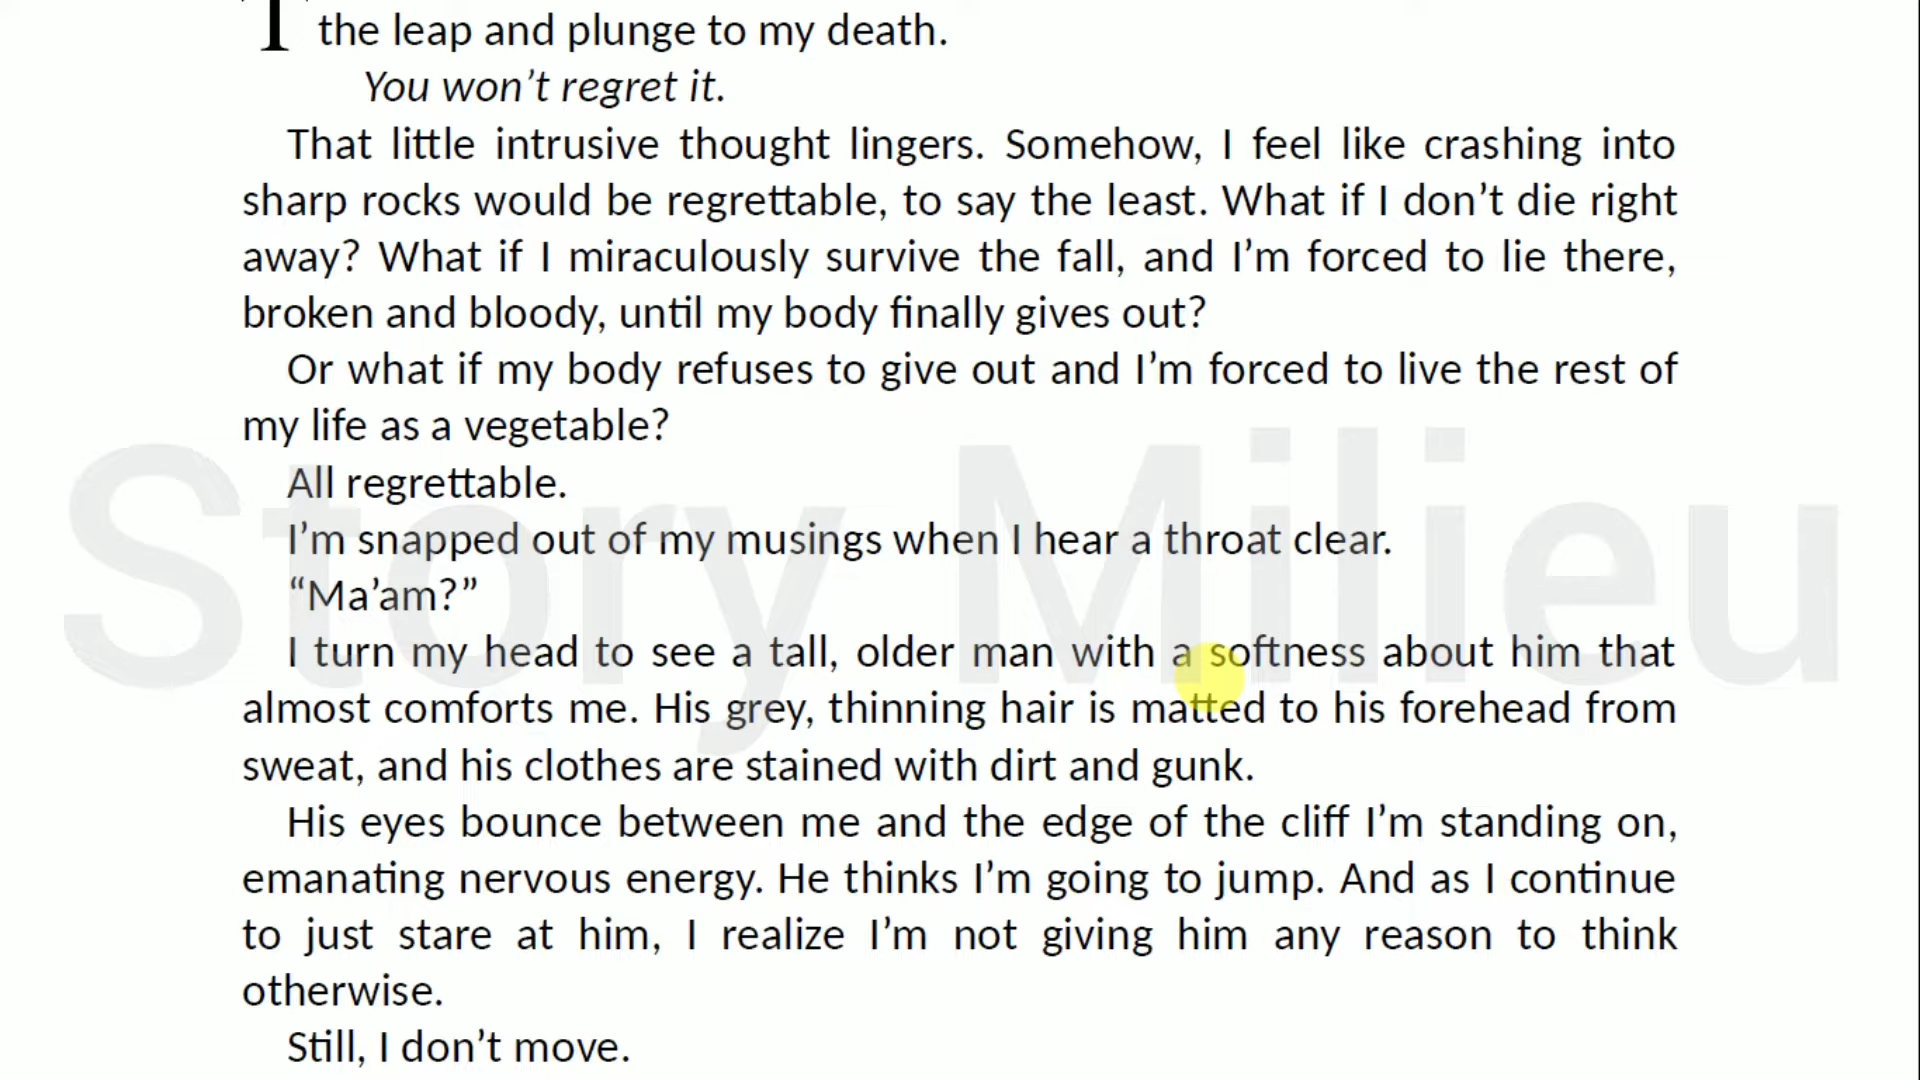 T the leap and plunge to my death.
You won’t regret it.
That little intrusive thought lingers. Somehow, I feel like crashing into
sharp rocks would be regrettable, to say the least. What if I don’t die right
away? What if I miraculously survive the fall, and I’m forced to lie there,
broken and bloody, until my body finally gives out?
Or what if my body refuses to give out and I’m forced to live the rest of
my life as a vegetable?
All regrettable.
I’m snapped out of my musings when I hear a throat clear.
“Ma’am?”
I turn my head to see a tall, older man with a softness about him that
almost comforts me. His grey, thinning hair is matted to his forehead from
sweat, and his clothes are stained with dirt and gunk.
His eyes bounce between me and the edge of the cliff I’m standing on,
emanating nervous energy. He thinks I’m going to jump. And as I continue
to just stare at him, I realize I’m not giving him any reason to think
otherwise.
Still, I don’t move.
Story Milieu